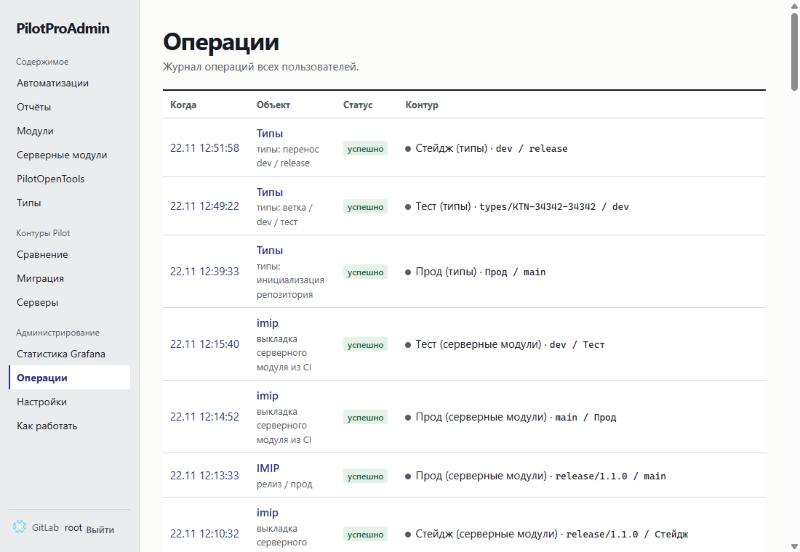 PilotProAdmin
Содержимое
Автоматизации
Отчёты
Модули
Серверные модули
PilotOpenTools
Типы
Контуры Pilot
Сравнение
Миграция
Серверы
Администрирование
Статистика Grafana
Операции
Настройки
Как работать
GitLab root Выйти
Операции
Журнал операций всех пользователей.
Когда Объект Статус Контур
22.11 12:51:58 Типы успешно Стейдж (типы) · dev / release
типы: перенос
dev / release
22.11 12:49:22 Типы успешно Тест (типы) · types/KTN-34342-34342 / dev
типы: ветка /
dev / тест
22.11 12:39:33 Типы успешно Прод (типы) · Прод / main
типы:
инициализация
репозитория
22.11 12:15:40 imip успешно Тест (серверные модули) · dev / Тест
выкладка
серверного
модуля из CI
22.11 12:14:52 imip успешно Прод (серверные модули) · main / Прод
выкладка
серверного
модуля из CI
22.11 12:13:33 IMIP успешно Прод (серверные модули) · release/1.1.0 / main
релиз / прод
22.11 12:10:32 imip успешно Стейдж (серверные модули) · release/1.1.0 / Стейдж
выкладка
серверного